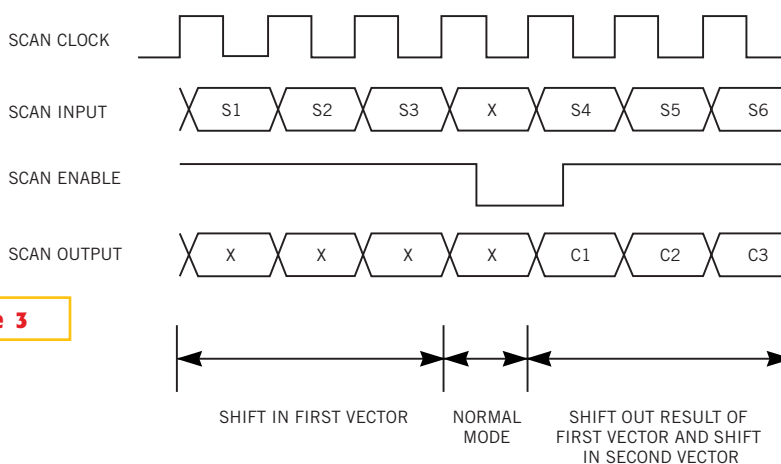 SCAN CLOCK
SCAN INPUT S1 S2 S3 X S4 S5 S6
SCAN ENABLE
SCAN OUTPUT X X X X C1 C2 C3
3
SHIFT IN FIRST VECTOR
NORMAL
MODE
SHIFT OUT RESULT OF
FIRST VECTOR AND SHIFT
IN SECOND VECTOR